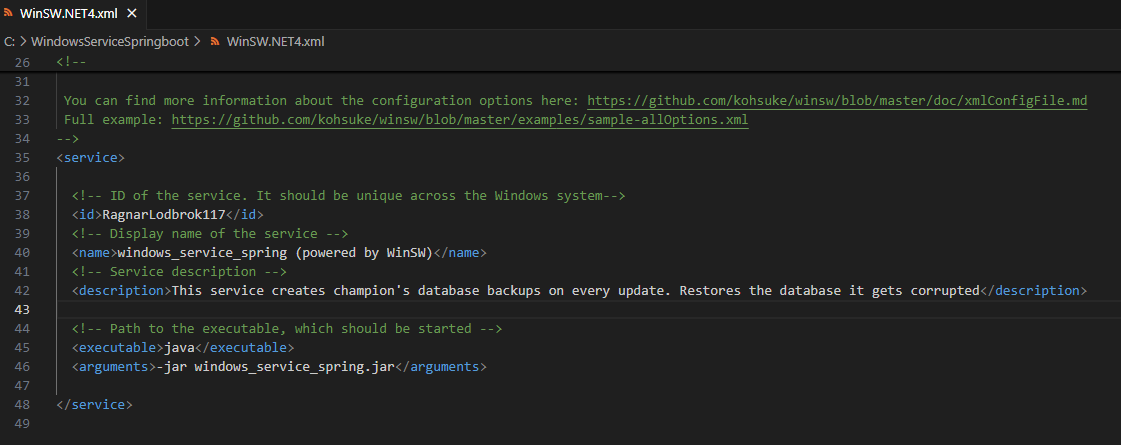 WinSW.NET4.xml
C: > WindowsServiceSpringboot > WinSW.NET4.xml
26 <!--
31
32 You can find more information about the configuration options here: https://github.com/kohsuke/winsw/blob/master/doc/xmlConfigFile.md
33 Full example: https://github.com/kohsuke/winsw/blob/master/examples/sample-allOptions.xml
34 -->
35 <service>
36
37 <!-- ID of the service. It should be unique across the Windows system-->
38 <id>RagnarLodbrok117</id>
39 <!-- Display name of the service -->
40 <name>windows_service_spring (powered by WinSW)</name>
41 <!-- Service description -->
42 <description>This service creates champion's database backups on every update. Restores the database it gets corrupted</description>
43
44 <!-- Path to the executable, which should be started -->
45 <executable>java</executable>
46 <arguments>-jar windows_service_spring.jar</arguments>
47
48 </service>
49